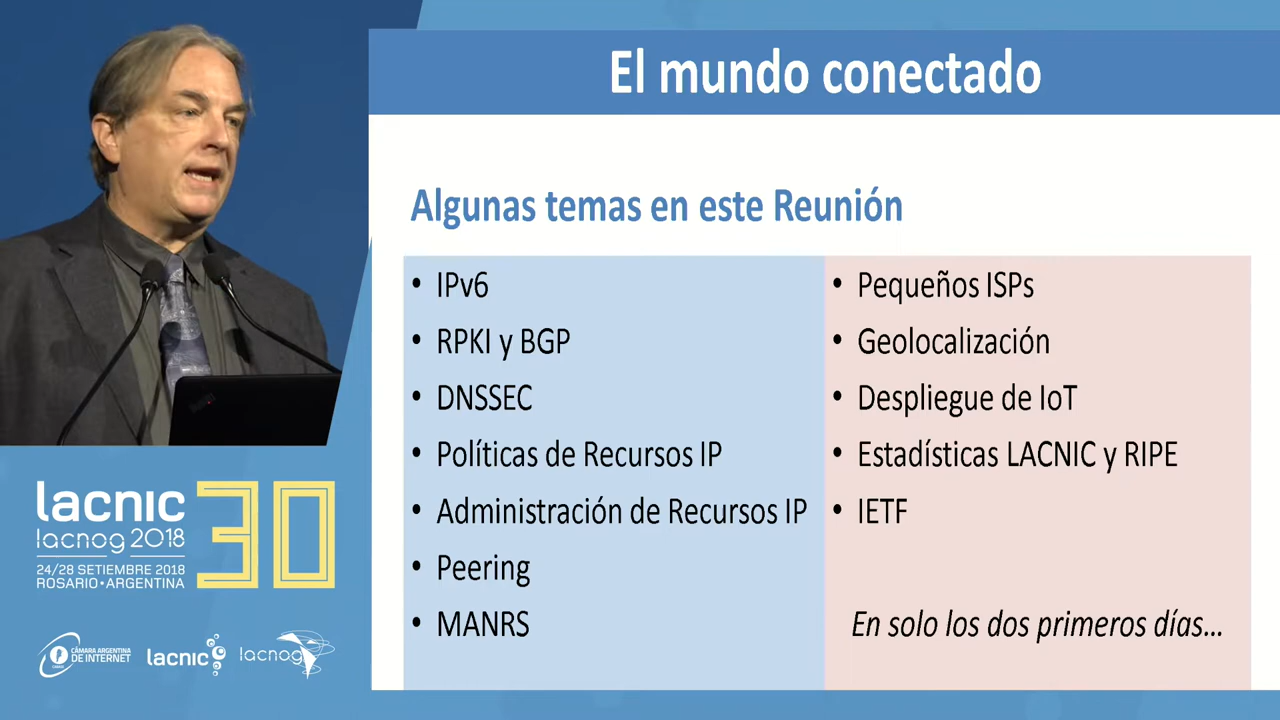 El mundo conectado
Algunas temas en este Reunión
• IPv6
• RPKI y BGP
• DNSSEC
• Políticas de Recursos IP
• Administración de Recursos IP
• Peering
• MANRS
• Pequeños ISPs
• Geolocalización
• Despliegue de IoT
• Estadísticas LACNIC y RIPE
• IETF
En solo los dos primeros días...
lacnic 30
lacnog 2018
24/28 SETIEMBRE 2018
ROSARIO • ARGENTINA
CÁMARA ARGENTINA
DE INTERNET
lacnic
lacnog